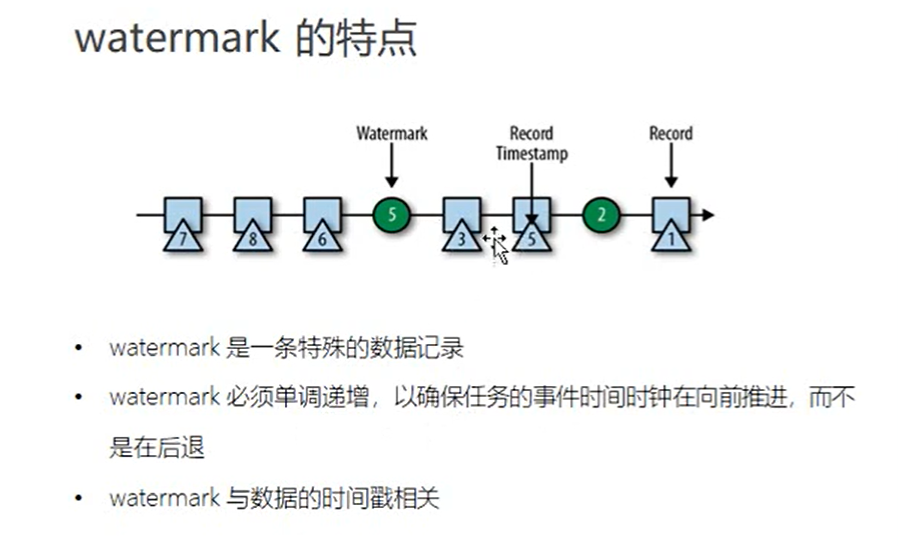 watermark 的特点
Watermark
Record
Timestamp
Record
7 8 6 5 3 5 2 1
• watermark 是一条特殊的数据记录
• watermark 必须单调递增，以确保任务的事件时间时钟在向前推进，而不
是在后退
• watermark 与数据的时间戳相关